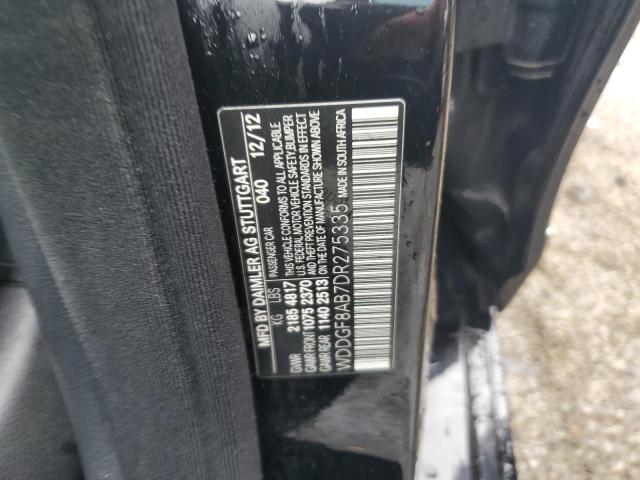 MFD. BY DAIMLER AG STUTTGART
PASSENGER CAR 040 12/12
KG LBS
GVWR 2185 4817
GAWR FRONT 1075 2370
GAWR REAR 1140 2513
THIS VEHICLE CONFORMS TO ALL APPLICABLE
U.S. FEDERAL MOTOR VEHICLE SAFETY, BUMPER
AND THEFT PREVENTION STANDARDS IN EFFECT
ON THE DATE OF MANUFACTURE SHOWN ABOVE
WDDGF8AB7DR275335
MADE IN SOUTH AFRICA